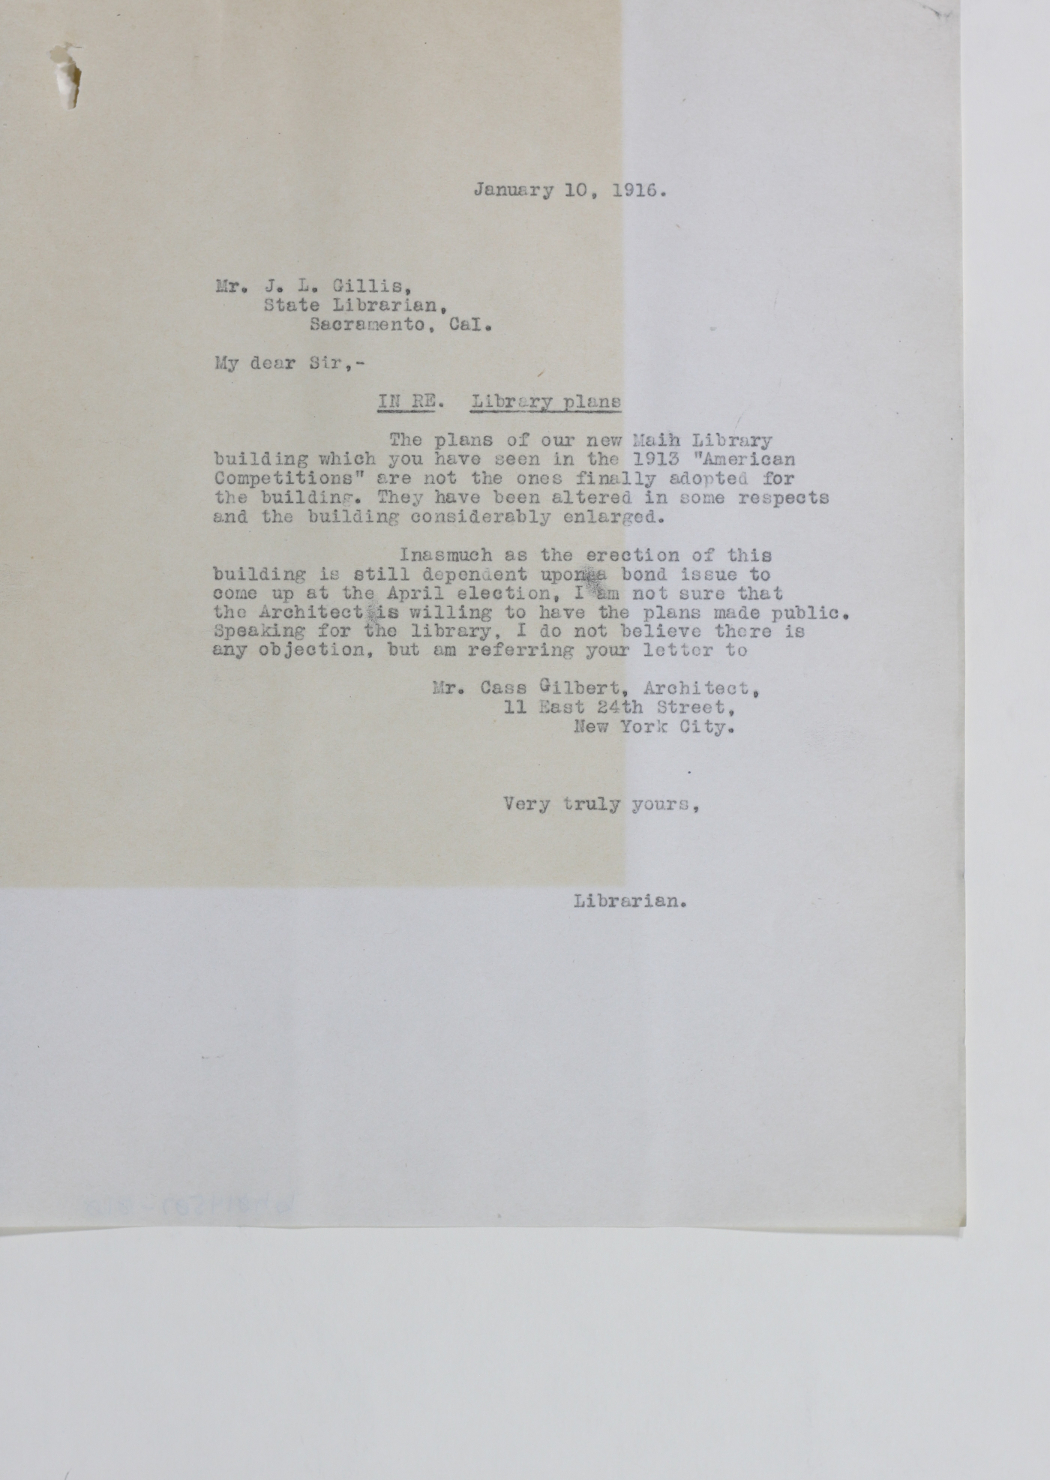 January 10, 1916.
Mr. J. L. Gillis,
State Librarian,
Sacramento, Cal.
My dear Sir,-
IN RE. Library plans
The plans of our new Maih Library
building which you have seen in the 1913 "American
Competitions" are not the ones finally adopted for
the building. They have been altered in some respects
and the building considerably enlarged.
Inasmuch as the erection of this
building is still dependent upon a bond issue to
come up at the April election, I am not sure that
the Architect is willing to have the plans made public.
Speaking for the library, I do not believe there is
any objection, but am referring your letter to
Mr. Cass Gilbert, Architect,
11 East 24th Street,
New York City.
Very truly yours,
Librarian.